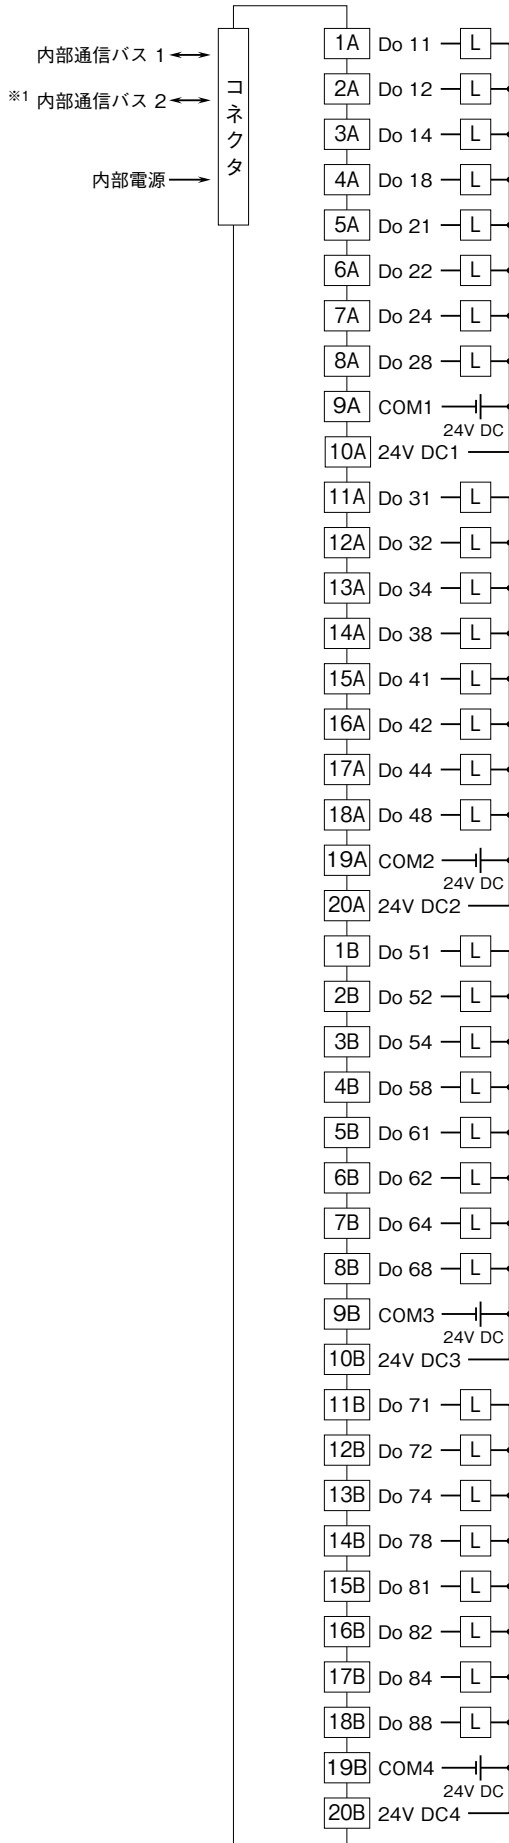 内部通信バス 1
※1 内部通信バス 2
内部電源
コネクタ
1A Do 11 L
2A Do 12 L
3A Do 14 L
4A Do 18 L
5A Do 21 L
6A Do 22 L
7A Do 24 L
8A Do 28 L
9A COM1
24V DC
10A 24V DC1
11A Do 31 L
12A Do 32 L
13A Do 34 L
14A Do 38 L
15A Do 41 L
16A Do 42 L
17A Do 44 L
18A Do 48 L
19A COM2
24V DC
20A 24V DC2
1B Do 51 L
2B Do 52 L
3B Do 54 L
4B Do 58 L
5B Do 61 L
6B Do 62 L
7B Do 64 L
8B Do 68 L
9B COM3
24V DC
10B 24V DC3
11B Do 71 L
12B Do 72 L
13B Do 74 L
14B Do 78 L
15B Do 81 L
16B Do 82 L
17B Do 84 L
18B Do 88 L
19B COM4
24V DC
20B 24V DC4